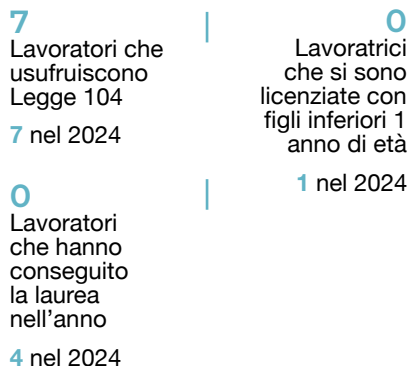 7
Lavoratori che
usufruiscono
Legge 104
7 nel 2024
0
Lavoratrici
che si sono
licenziate con
figli inferiori 1
anno di età
1 nel 2024
0
Lavoratori
che hanno
conseguito
la laurea
nell'anno
4 nel 2024